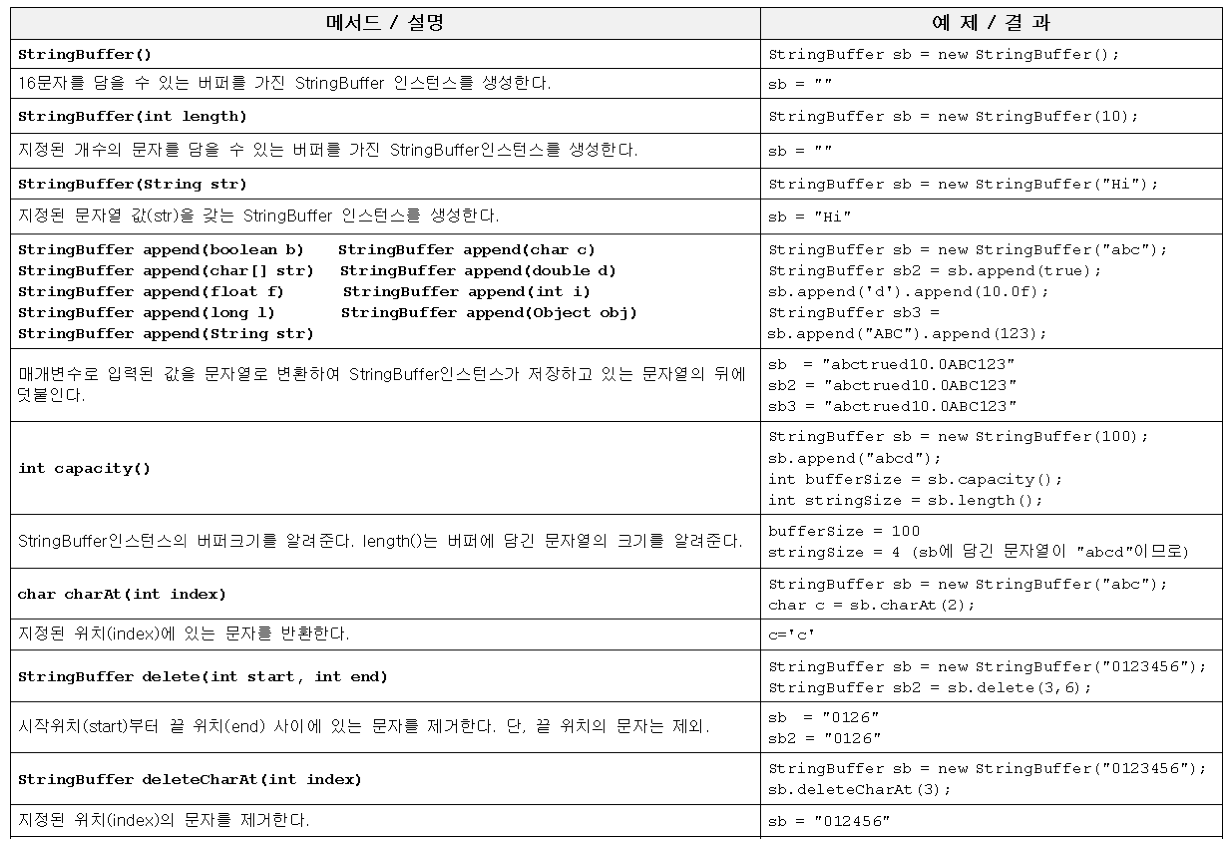 메서드 / 설명
예 제 / 결 과
StringBuffer()
StringBuffer sb = new StringBuffer();
16문자를 담을 수 있는 버퍼를 가진 StringBuffer 인스턴스를 생성한다.
sb = ""
StringBuffer(int length)
StringBuffer sb = new StringBuffer(10);
지정된 개수의 문자를 담을 수 있는 버퍼를 가진 StringBuffer인스턴스를 생성한다.
sb = ""
StringBuffer(String str)
StringBuffer sb = new StringBuffer("Hi");
지정된 문자열 값(str)을 갖는 StringBuffer 인스턴스를 생성한다.
sb = "Hi"
StringBuffer append(boolean b) StringBuffer append(char c)
StringBuffer append(char[] str) StringBuffer append(double d)
StringBuffer append(float f) StringBuffer append(int i)
StringBuffer append(long l) StringBuffer append(Object obj)
StringBuffer append(String str)
StringBuffer sb = new StringBuffer("abc");
StringBuffer sb2 = sb.append(true);
sb.append('d').append(10.0f);
StringBuffer sb3 =
sb.append("ABC").append(123);
매개변수로 입력된 값을 문자열로 변환하여 StringBuffer인스턴스가 저장하고 있는 문자열의 뒤에
덧붙인다.
sb = "abctrued10.0ABC123"
sb2 = "abctrued10.0ABC123"
sb3 = "abctrued10.0ABC123"
int capacity()
StringBuffer sb = new StringBuffer(100);
sb.append("abcd");
int bufferSize = sb.capacity();
int stringSize = sb.length();
StringBuffer인스턴스의 버퍼크기를 알려준다. length()는 버퍼에 담긴 문자열의 크기를 알려준다.
bufferSize = 100
stringSize = 4 (sb에 담긴 문자열이 "abcd"이므로)
char charAt(int index)
StringBuffer sb = new StringBuffer("abc");
char c = sb.charAt(2);
지정된 위치(index)에 있는 문자를 반환한다.
c='c'
StringBuffer delete(int start, int end)
StringBuffer sb = new StringBuffer("0123456");
StringBuffer sb2 = sb.delete(3,6);
시작위치(start)부터 끝 위치(end) 사이에 있는 문자를 제거한다. 단, 끝 위치의 문자는 제외.
sb = "0126"
sb2 = "0126"
StringBuffer deleteCharAt(int index)
StringBuffer sb = new StringBuffer("0123456");
sb.deleteCharAt(3);
지정된 위치(index)의 문자를 제거한다.
sb = "012456"